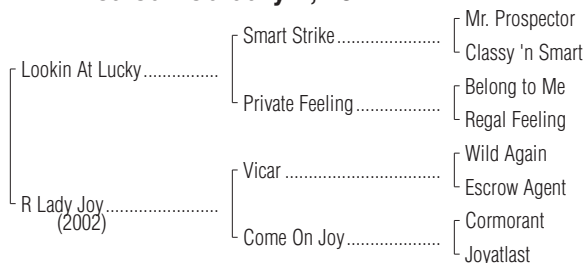 Smart Strike
Mr. Prospector
Classy 'n Smart
Lookin At Lucky
Private Feeling
Belong to Me
Regal Feeling
R Lady Joy
(2002)
Vicar
Wild Again
Escrow Agent
Come On Joy
Cormorant
Joyatlast